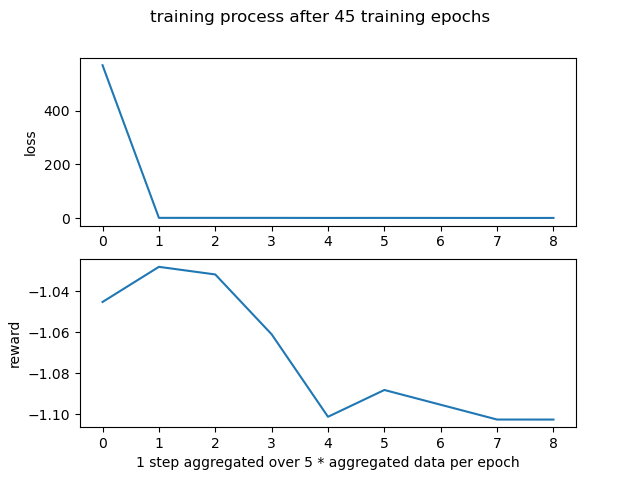 training process after 45 training epochs
400
200
0
loss
0 1 2 3 4 5 6 7 8
−1.04
−1.06
−1.08
−1.10
reward
0 1 2 3 4 5 6 7 8
1 step aggregated over 5 * aggregated data per epoch